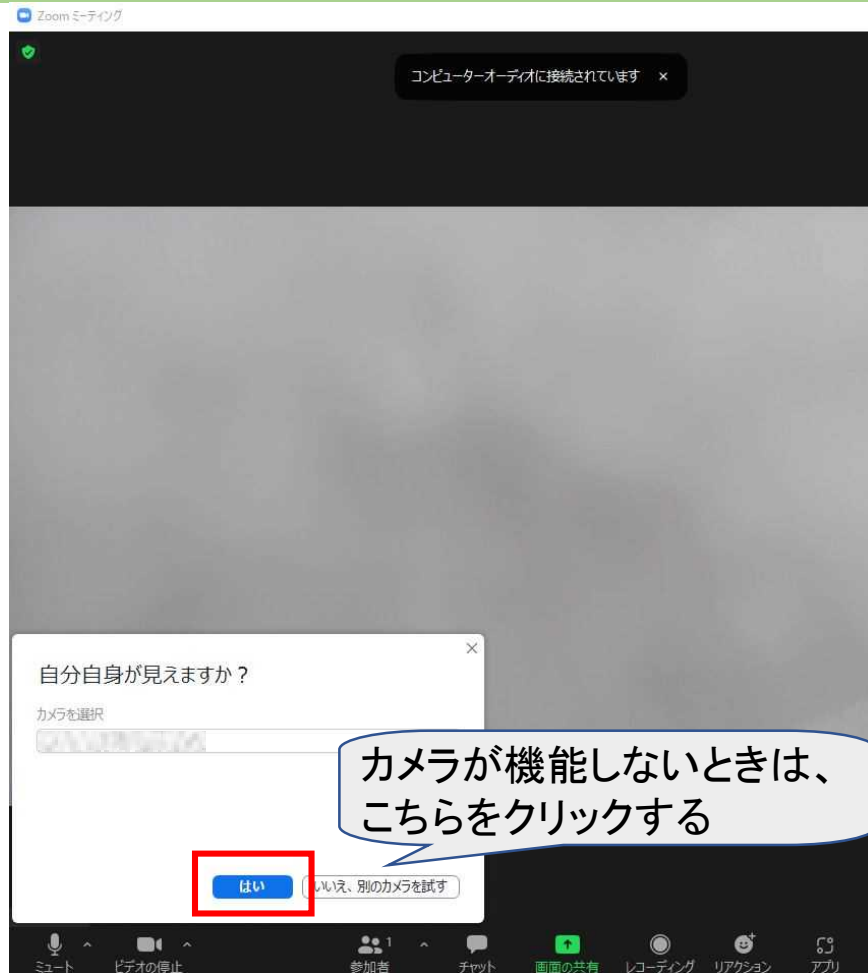 Zoom ミーティング
コンピューターオーディオに接続されています ×
自分自身が見えますか?
カメラを選択
カメラが機能しないときは、
こちらをクリックする
はい
いいえ、別のカメラを試す
ミュート
ビデオの停止
1
参加者
チャット
画面の共有
レコーディング
リアクション
アプリ